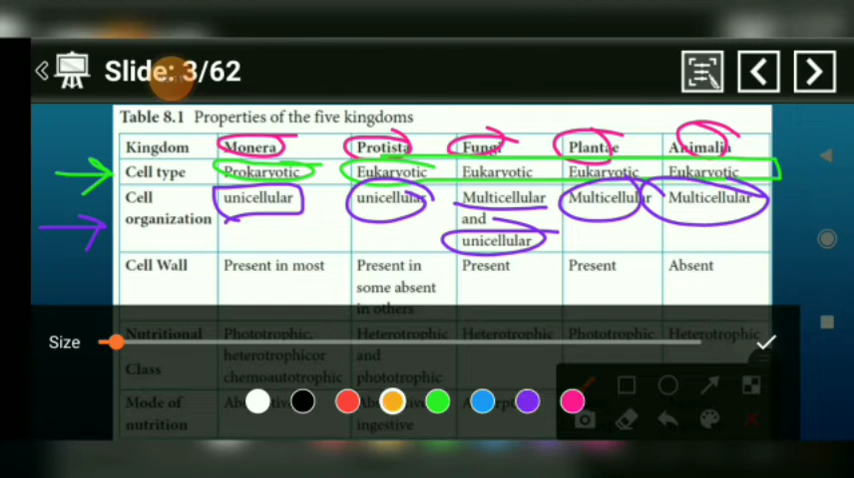 Slide: 3/62
Table 8.1 Properties of the five kingdoms
Kingdom Monera Protista Fungi Plantae Animalia
Cell type Prokaryotic Eukaryotic Eukaryotic Eukaryotic Eukaryotic
Cell unicellular unicellular Multicellular Multicellular Multicellular
organization and
unicellular
Cell Wall Present in most Present in Present Present Absent
some absent
in others
Size
Nutritional Phototrophic, Heterotrophic Heterotrophic Phototrophic Heterotrophic
heterotrophicor and
Class chemoautotrophic phototrophic
Mode of
nutrition ingestive